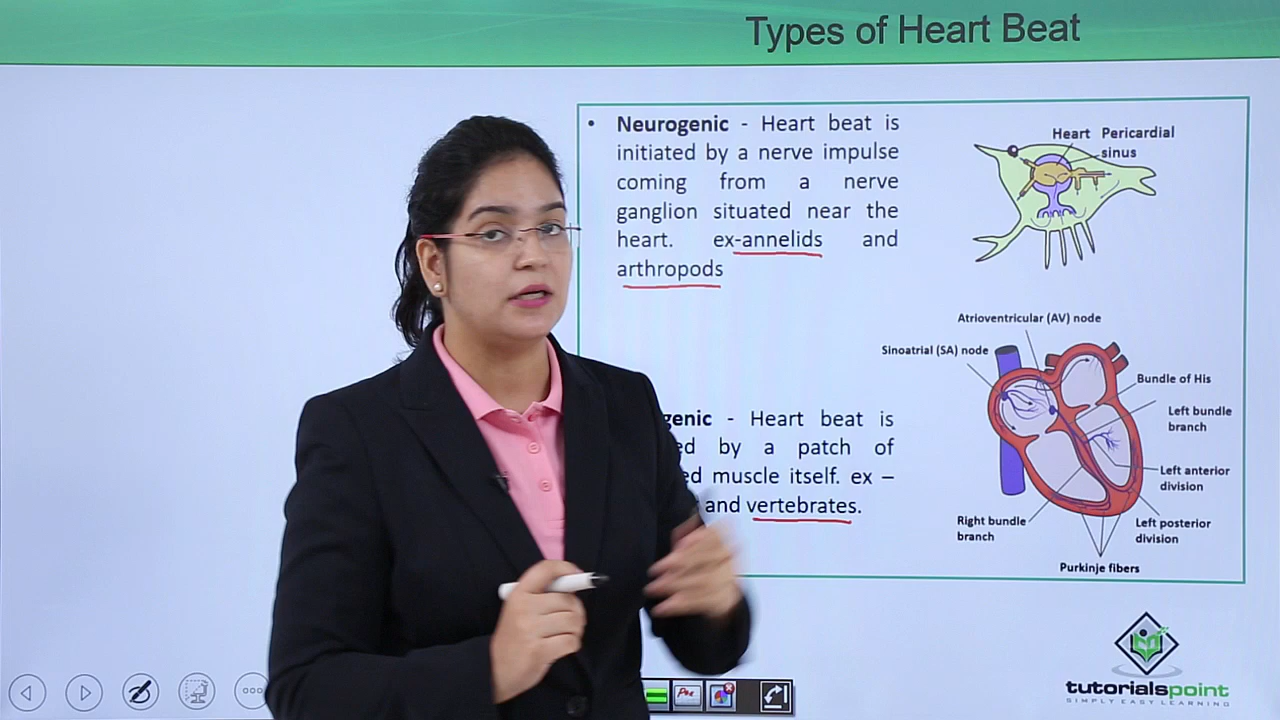 Types of Heart Beat
• Neurogenic - Heart beat is
initiated by a nerve impulse
coming from a nerve
ganglion situated near the
heart. ex-annelids and
arthropods
genic - Heart beat is
ed by a patch of
ed muscle itself. ex –
and vertebrates.
Heart Pericardial
sinus
Atrioventricular (AV) node
Sinoatrial (SA) node
Bundle of His
Left bundle
branch
Left anterior
division
Left posterior
division
Right bundle
branch
Purkinje fibers
tutorialspoint
SIMPLY EASY LEARNING
Pen